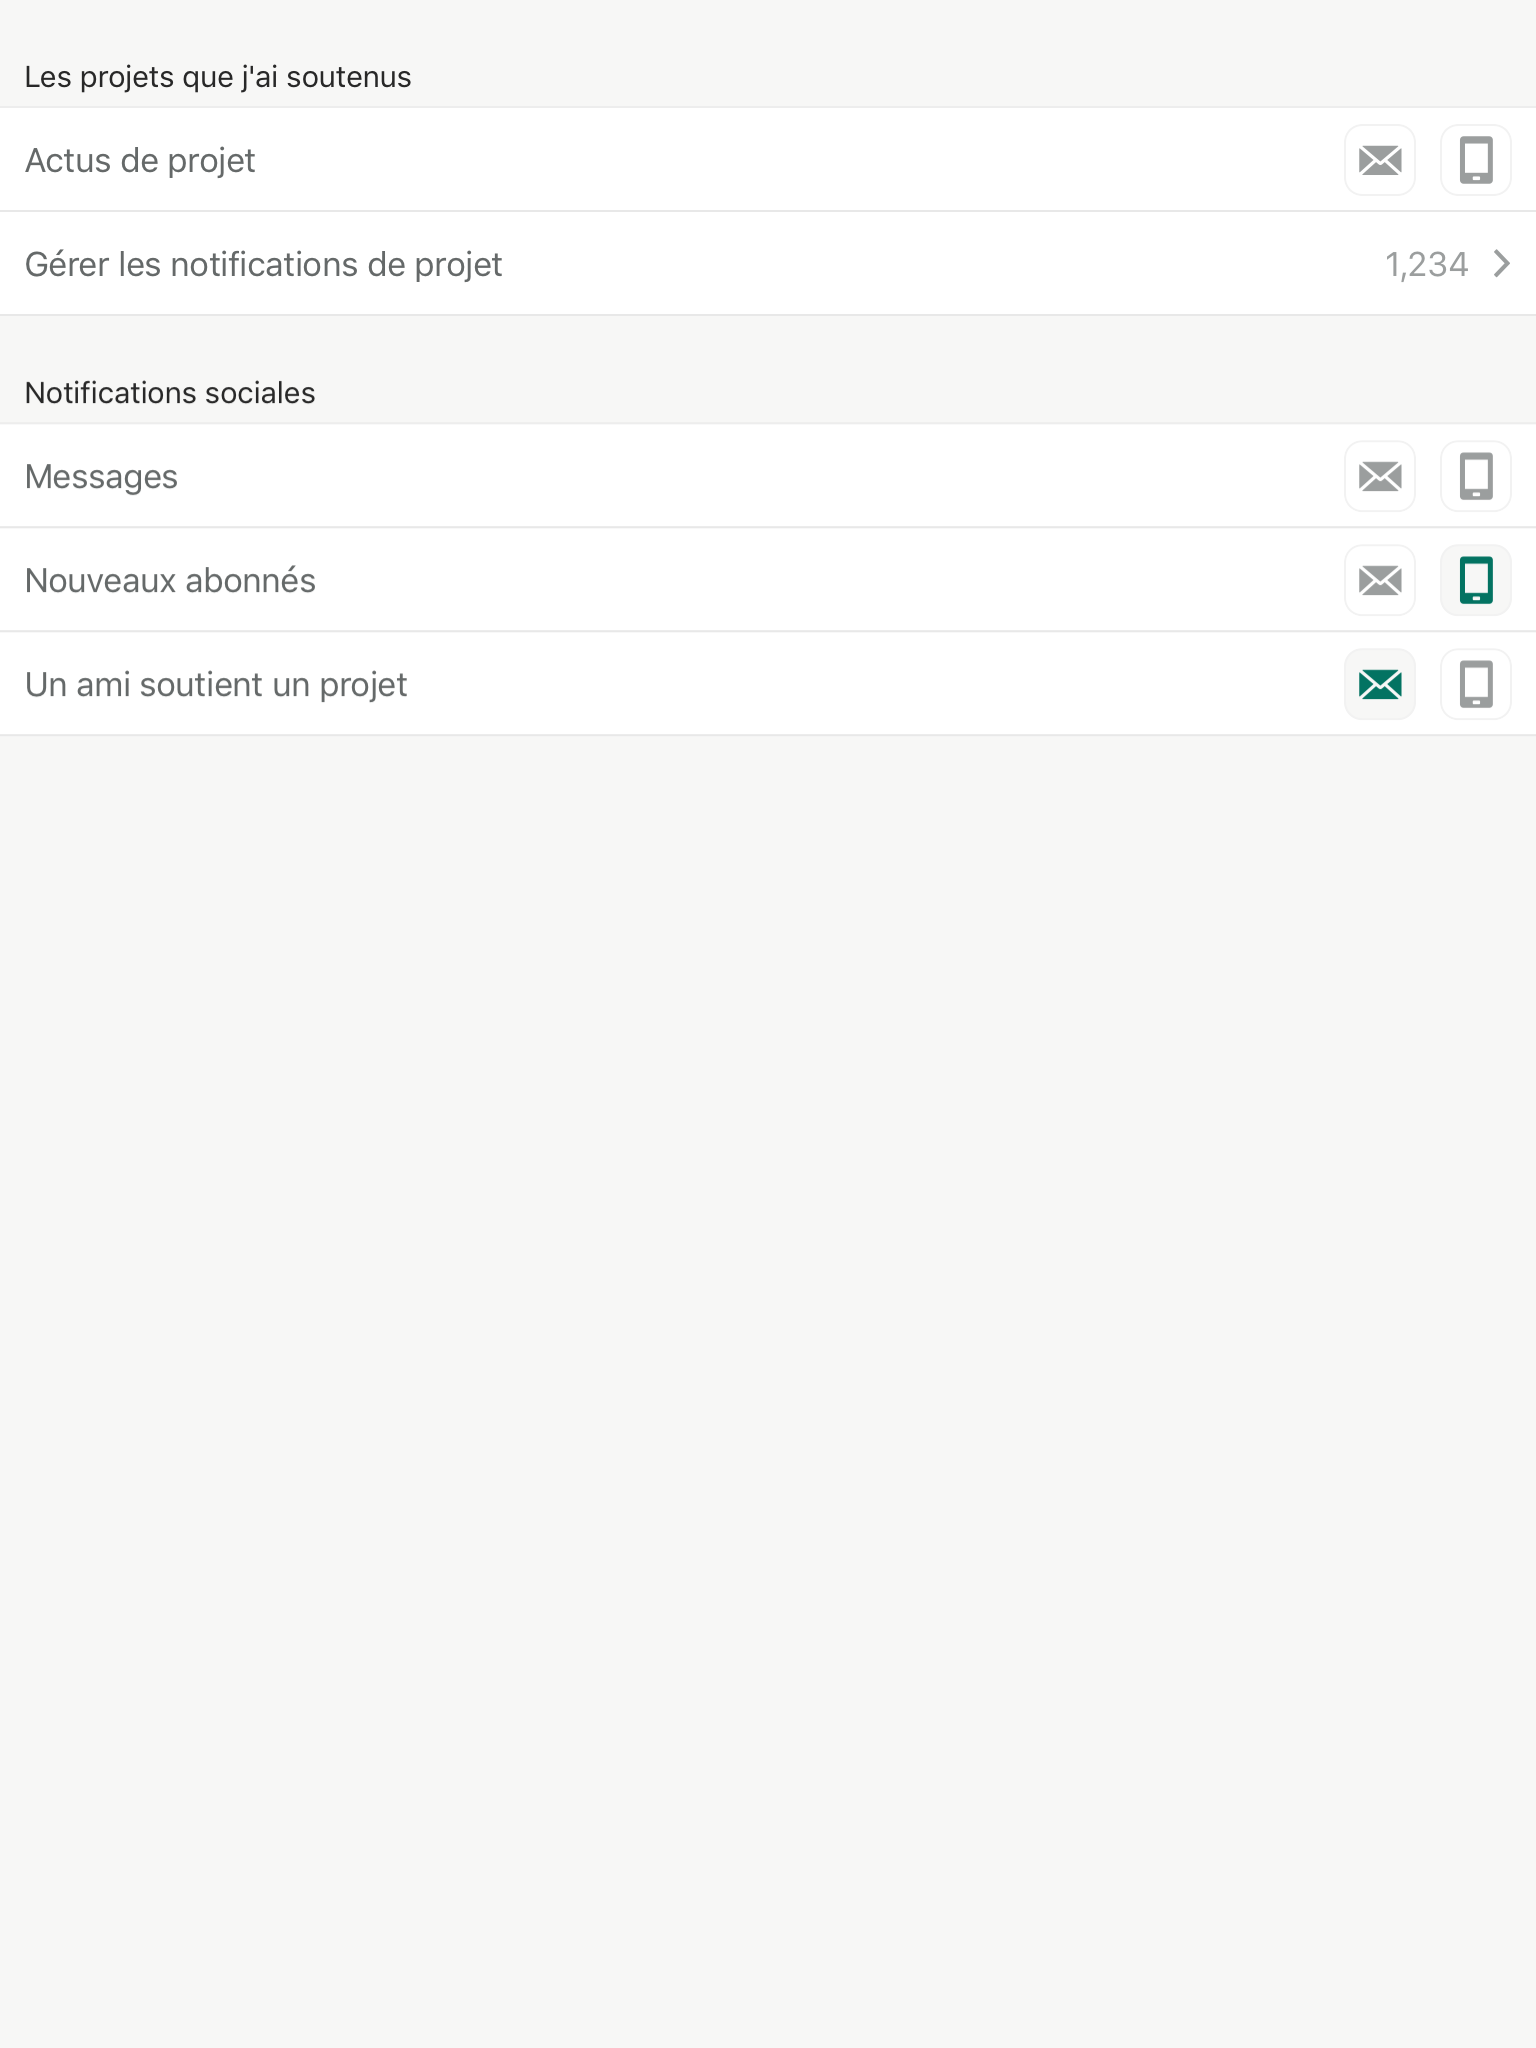 Les projets que j'ai soutenus
Actus de projet
Gérer les notifications de projet 1,234
Notifications sociales
Messages
Nouveaux abonnés
Un ami soutient un projet